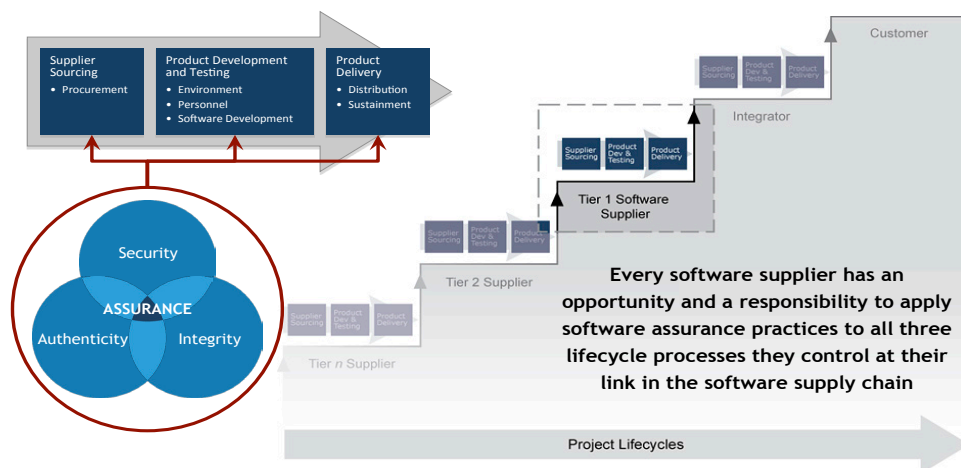 Supplier
Sourcing
• Procurement
Product Development
and Testing
• Environment
• Personnel
• Software Development
Product
Delivery
• Distribution
• Sustainment
Security
ASSURANCE
Authenticity
Integrity
Supplier
Sourcing
Product
Dev &
Testing
Product
Delivery
Tier n Supplier
Supplier
Sourcing
Product
Dev &
Testing
Product
Delivery
Tier 2 Supplier
Supplier
Sourcing
Product
Dev &
Testing
Product
Delivery
Tier 1 Software
Supplier
Supplier
Sourcing
Product
Dev &
Testing
Product
Delivery
Integrator
Customer
Every software supplier has an
opportunity and a responsibility to apply
software assurance practices to all three
lifecycle processes they control at their
link in the software supply chain
Project Lifecycles